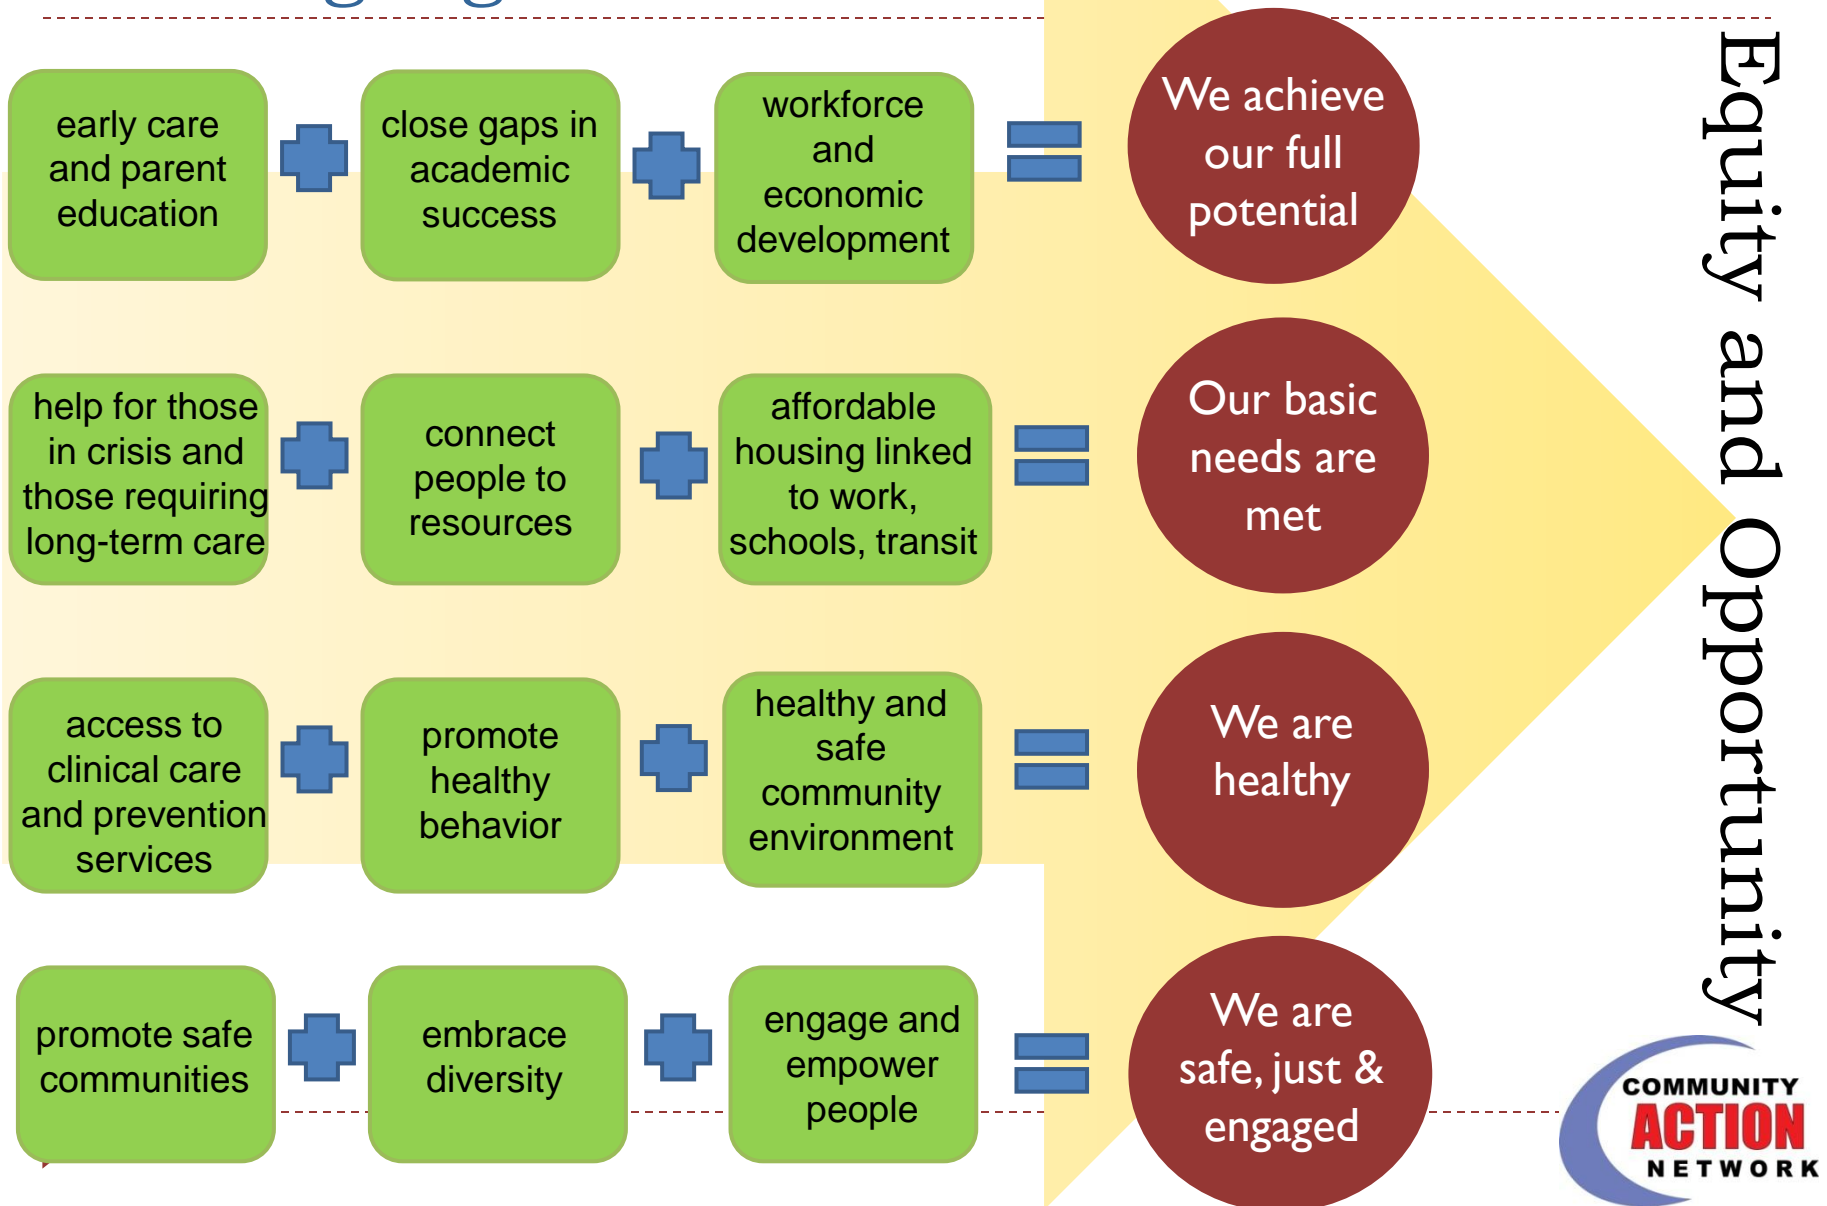 early care
and parent
education
close gaps in
academic
success
workforce
and
economic
development
We achieve
our full
potential
help for those
in crisis and
those requiring
long-term care
connect
people to
resources
affordable
housing linked
to work,
schools, transit
Our basic
needs are
met
access to
clinical care
and prevention
services
promote
healthy
behavior
healthy and
safe
community
environment
We are
healthy
promote safe
communities
embrace
diversity
engage and
empower
people
We are
safe, just &
engaged
Equity and Opportunity
COMMUNITY
ACTION
NETWORK